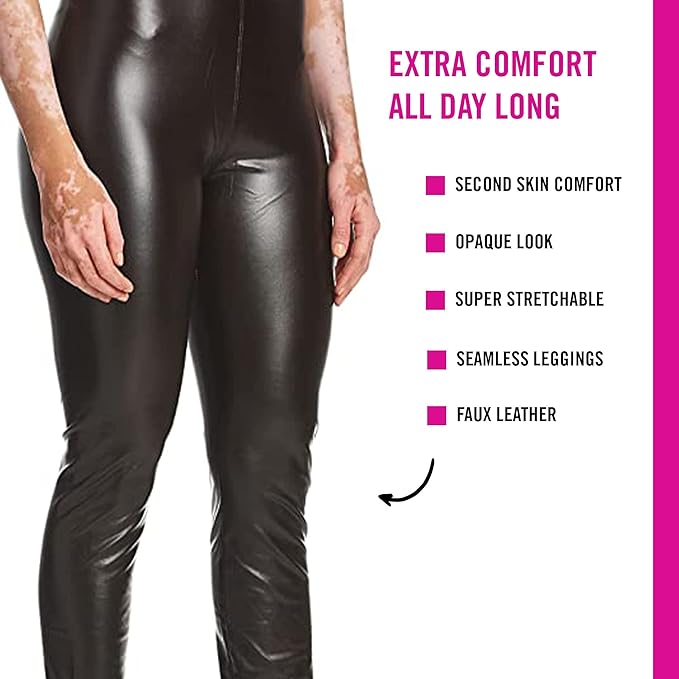 EXTRA COMFORT
ALL DAY LONG
SECOND SKIN COMFORT
OPAQUE LOOK
SUPER STRETCHABLE
SEAMLESS LEGGINGS
FAUX LEATHER